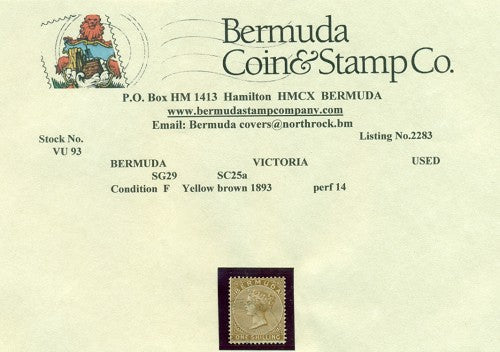 Bermuda
Coin&Stamp Co.
P.O. Box HM 1413 Hamilton HMCX BERMUDA
www.bermudastampcompany.com
Email: Bermuda covers@northrock.bm
Stock No. Listing No.2283
VU 93
BERMUDA VICTORIA USED
SG29 SC25a
Condition F Yellow brown 1893 perf 14
BERMUDA
ONE SHILLING